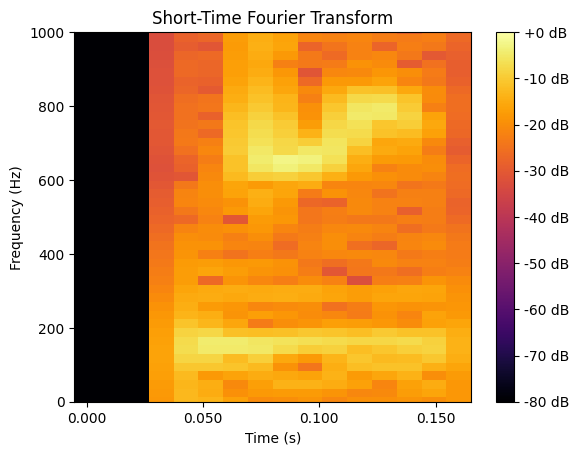 Short-Time Fourier Transform
1000
800
600
400
200
0
Frequency (Hz)
0.000
0.050
0.100
0.150
Time (s)
+0 dB
-10 dB
-20 dB
-30 dB
-40 dB
-50 dB
-60 dB
-70 dB
-80 dB